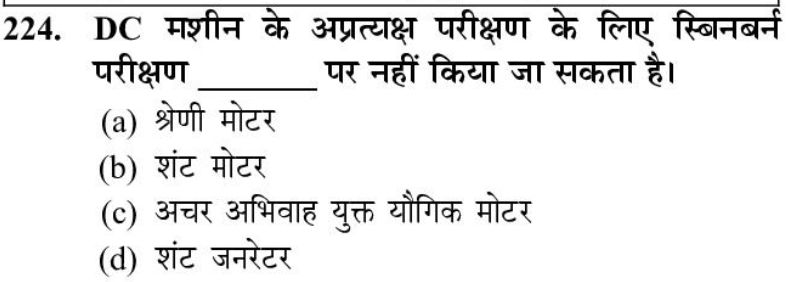 224. DC मशीन के अप्रत्यक्ष परीक्षण के लिए स्बिनबर्न
परीक्षण ________ पर नहीं किया जा सकता है।
(a) श्रेणी मोटर
(b) शंट मोटर
(c) अचर अभिवाह युक्त यौगिक मोटर
(d) शंट जनरेटर